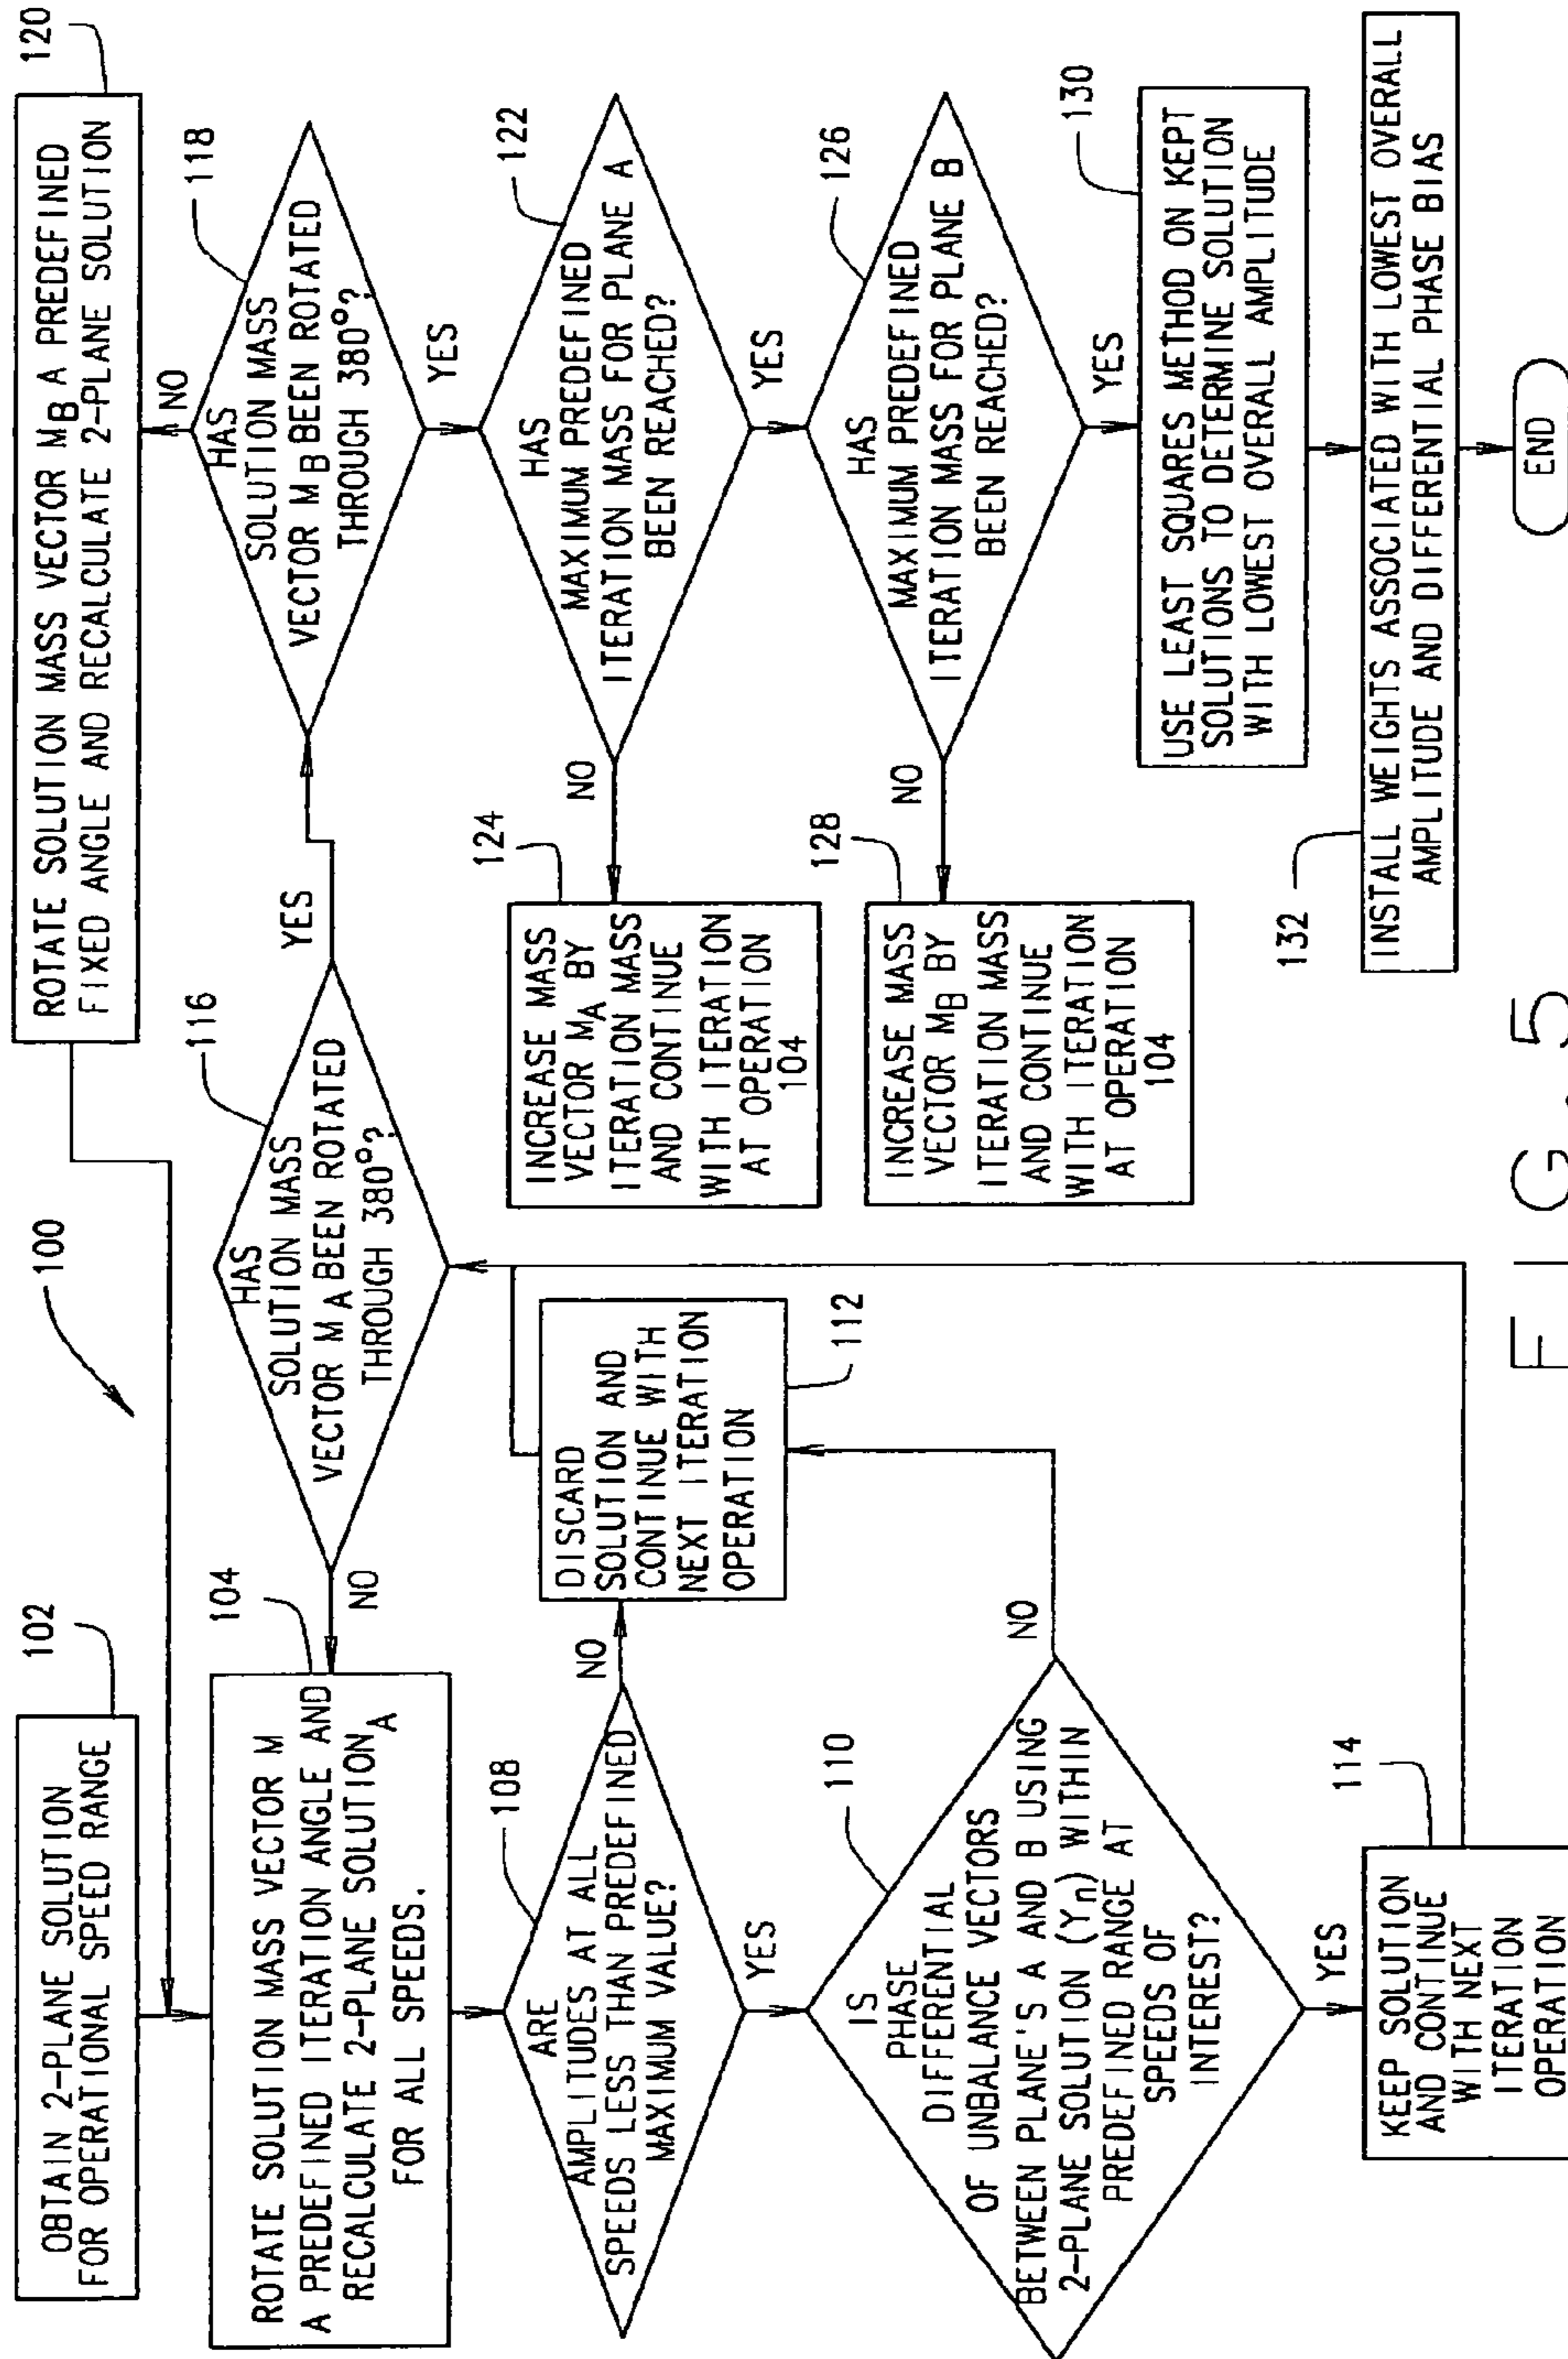 100
102
OBTAIN 2-PLANE SOLUTION
FOR OPERATIONAL SPEED RANGE
104
ROTATE SOLUTION MASS VECTOR M
A PREDEFINED ITERATION ANGLE AND
RECALCULATE 2-PLANE SOLUTION A
FOR ALL SPEEDS.
108
ARE
AMPLITUDES AT ALL
SPEEDS LESS THAN PREDEFINED
MAXIMUM VALUE?
NO
YES
110
IS
PHASE
DIFFERENTIAL
OF UNBALANCE VECTORS
BETWEEN PLANE'S A AND B USING
2-PLANE SOLUTION (Yn) WITHIN
PREDEFINED RANGE AT
SPEEDS OF
INTEREST?
NO
YES
112
DISCARD
SOLUTION AND
CONTINUE WITH
NEXT ITERATION
OPERATION
114
KEEP SOLUTION
AND CONTINUE
WITH NEXT
ITERATION
OPERATION
116
HAS
SOLUTION MASS
VECTOR M A BEEN ROTATED
THROUGH 380°?
NO
YES
118
HAS
SOLUTION MASS
VECTOR M B BEEN ROTATED
THROUGH 380°?
NO
YES
120
ROTATE SOLUTION MASS VECTOR MB A PREDEFINED
FIXED ANGLE AND RECALCULATE 2-PLANE SOLUTION
122
HAS
MAXIMUM PREDEFINED
ITERATION MASS FOR PLANE A
BEEN REACHED?
NO
YES
124
INCREASE MASS
VECTOR MA BY
ITERATION MASS
AND CONTINUE
WITH ITERATION
AT OPERATION
104
126
HAS
MAXIMUM PREDEFINED
ITERATION MASS FOR PLANE B
BEEN REACHED?
NO
YES
128
INCREASE MASS
VECTOR MB BY
ITERATION MASS
AND CONTINUE
WITH ITERATION
AT OPERATION
104
130
USE LEAST SQUARES METHOD ON KEPT
SOLUTIONS TO DETERMINE SOLUTION
WITH LOWEST OVERALL AMPLITUDE
132
INSTALL WEIGHTS ASSOCIATED WITH LOWEST OVERALL
AMPLITUDE AND DIFFERENTIAL PHASE BIAS
END
FIG. 5